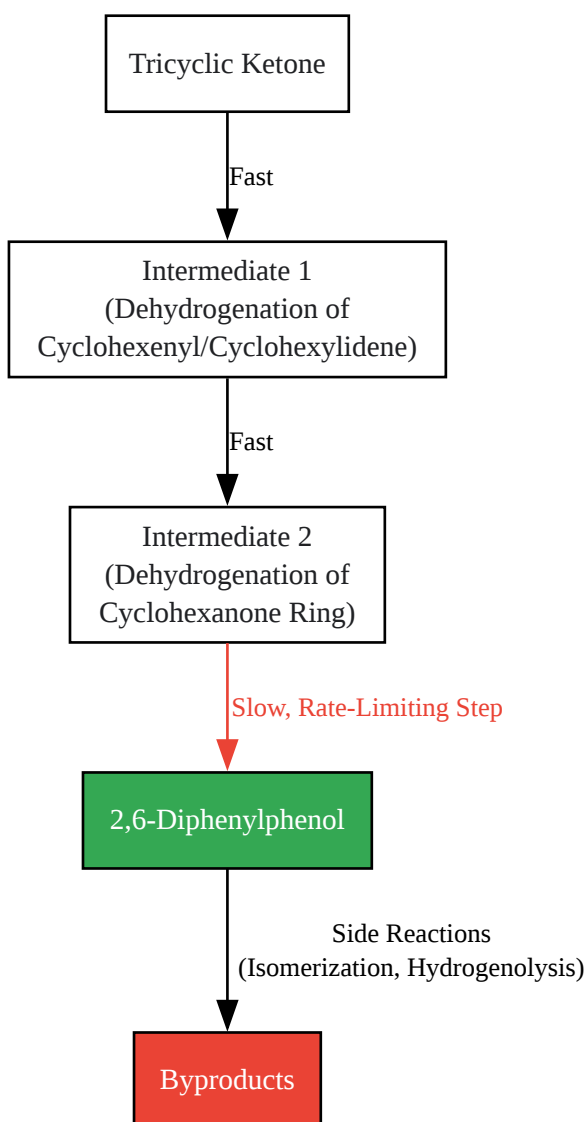 Tricyclic Ketone
Fast
Intermediate 1
(Dehydrogenation of
Cyclohexenyl/Cyclohexylidene)
Fast
Intermediate 2
(Dehydrogenation of
Cyclohexanone Ring)
Slow, Rate-Limiting Step
2,6-Diphenylphenol
Side Reactions
(Isomerization, Hydrogenolysis)
Byproducts